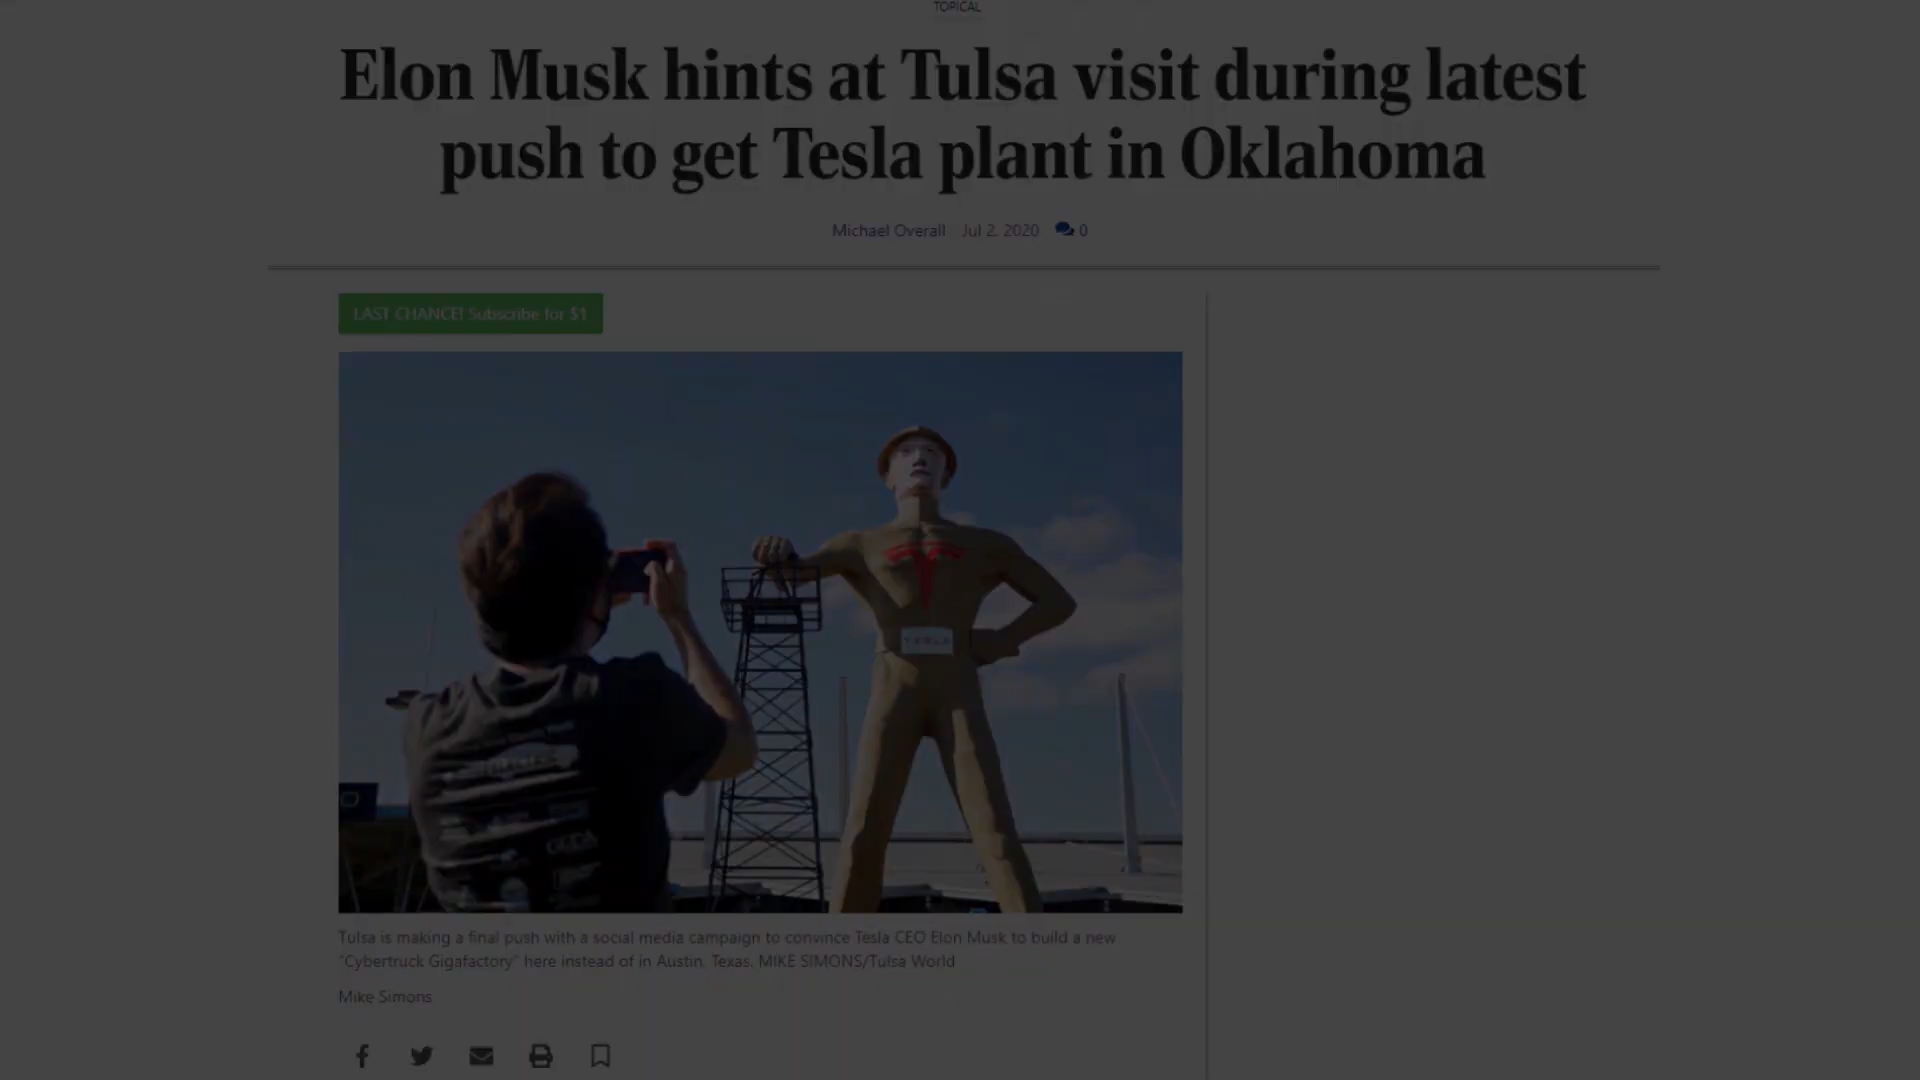 TOPICAL
Elon Musk hints at Tulsa visit during latest
push to get Tesla plant in Oklahoma
Michael Overall Jul 2, 2020 0
LAST CHANCE! Subscribe for $1
TESLA
Tulsa is making a final push with a social media campaign to convince Tesla CEO Elon Musk to build a new
"Cybertruck Gigafactory" here instead of in Austin, Texas. MIKE SIMONS/Tulsa World
Mike Simons